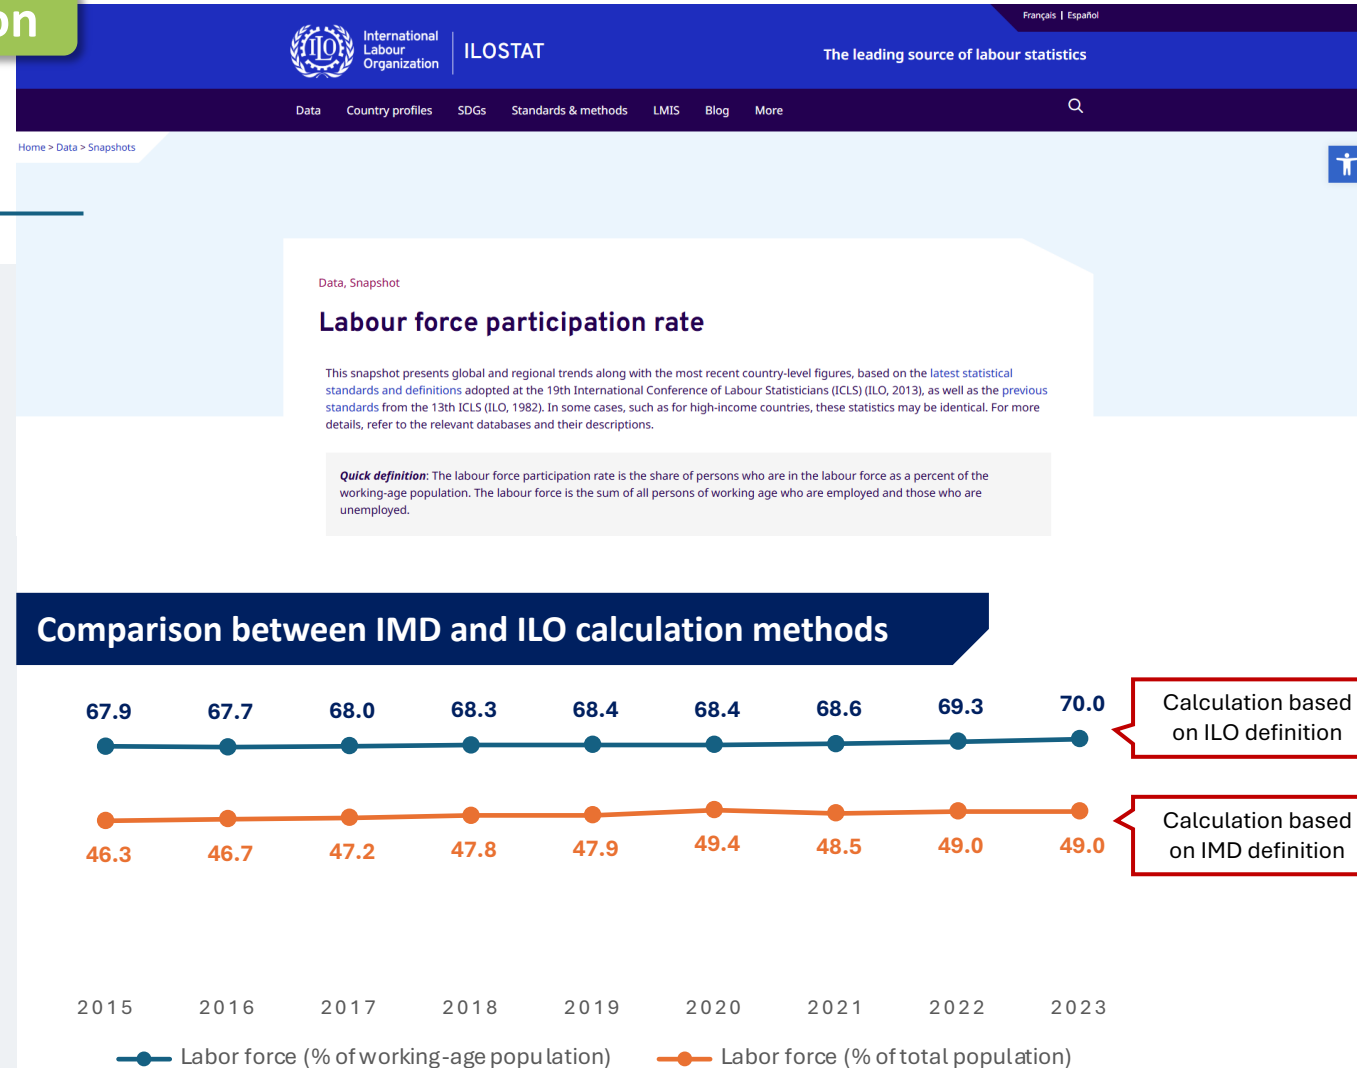 on
Français | Español
International
Labour
Organization
ILOSTAT
The leading source of labour statistics
Data Country profiles SDGs Standards & methods LMIS Blog More
Home > Data > Snapshots
Data, Snapshot
Labour force participation rate
This snapshot presents global and regional trends along with the most recent country-level figures, based on the latest statistical
standards and definitions adopted at the 19th International Conference of Labour Statisticians (ICLS) (ILO, 2013), as well as the previous
standards from the 13th ICLS (ILO, 1982). In some cases, such as for high-income countries, these statistics may be identical. For more
details, refer to the relevant databases and their descriptions.
Quick definition: The labour force participation rate is the share of persons who are in the labour force as a percent of the
working-age population. The labour force is the sum of all persons of working age who are employed and those who are
unemployed.
Comparison between IMD and ILO calculation methods
67.9 67.7 68.0 68.3 68.4 68.4 68.6 69.3 70.0
Calculation based
on ILO definition
46.3 46.7 47.2 47.8 47.9 49.4 48.5 49.0 49.0
Calculation based
on IMD definition
2015 2016 2017 2018 2019 2020 2021 2022 2023
Labor force (% of working-age population) Labor force (% of total population)